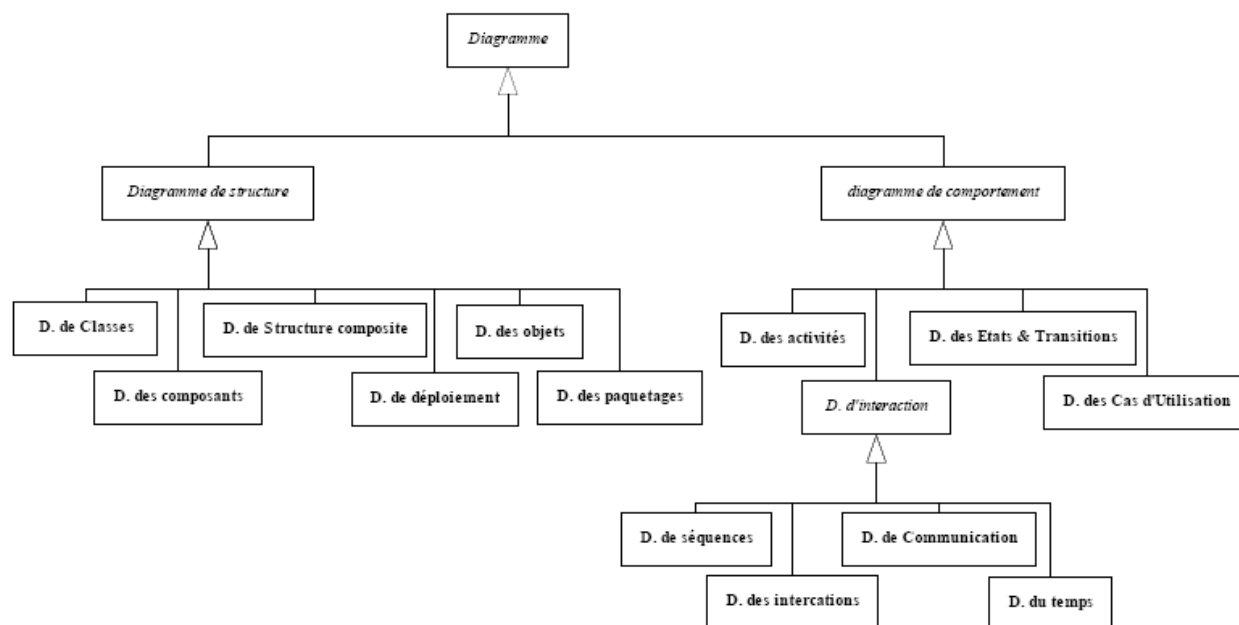 Diagramme
Diagramme de structure
diagramme de comportement
D. de Classes
D. de Structure composite
D. des objets
D. des composants
D. de déploiement
D. des paquetages
D. des activités
D. des Etats & Transitions
D. d'interaction
D. des Cas d'Utilisation
D. de séquences
D. de Communication
D. des intercations
D. du temps